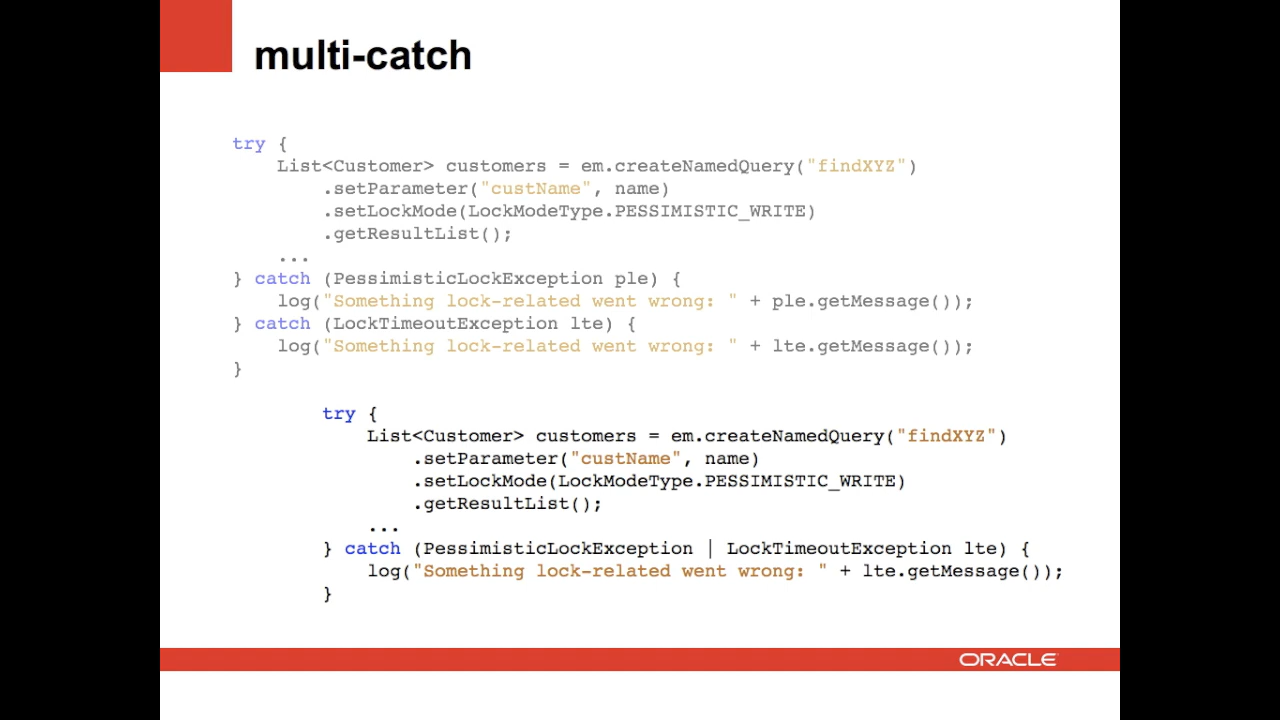 multi-catch
try {
List<Customer> customers = em.createNamedQuery("findXYZ")
.setParameter("custName", name)
.setLockMode(LockModeType.PESSIMISTIC_WRITE)
.getResultList();
...
} catch (PessimisticLockException ple) {
log("Something lock-related went wrong: " + ple.getMessage());
} catch (LockTimeoutException lte) {
log("Something lock-related went wrong: " + lte.getMessage());
}
try {
List<Customer> customers = em.createNamedQuery("findXYZ")
.setParameter("custName", name)
.setLockMode(LockModeType.PESSIMISTIC_WRITE)
.getResultList();
...
} catch (PessimisticLockException | LockTimeoutException lte) {
log("Something lock-related went wrong: " + lte.getMessage());
}
ORACLE